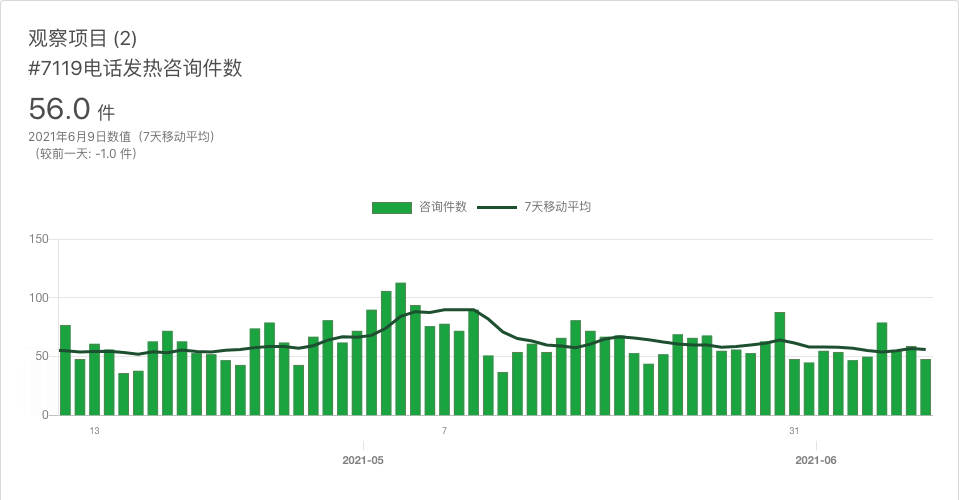 观察项目 (2)
#7119电话发热咨询件数
56.0 件
2021年6月9日数值（7天移动平均）
（较前一天: -1.0 件）
咨询件数 7天移动平均
150
100
50
0
13 7 31
2021-05 2021-06